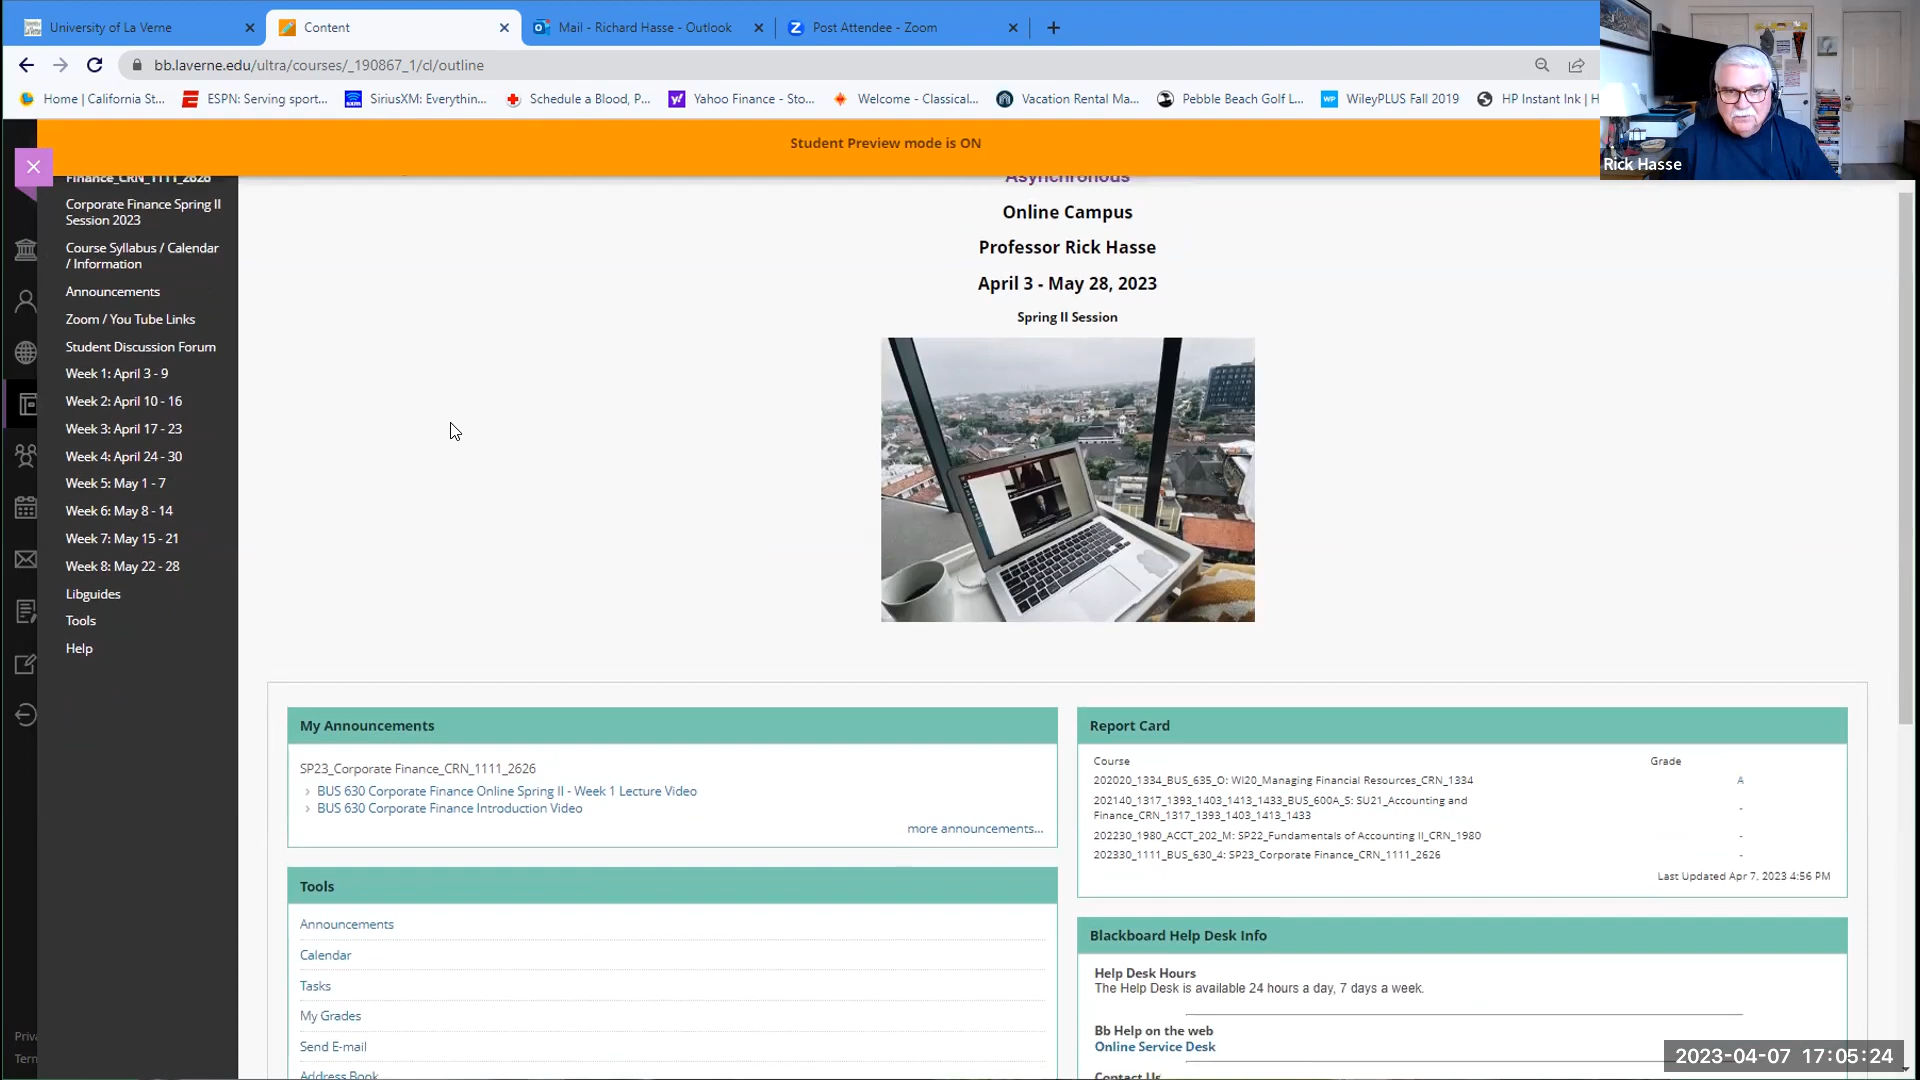 University of La Verne
Content
Mail - Richard Hasse - Outlook
Post Attendee - Zoom
bb.laverne.edu/ultra/courses/_190867_1/cl/outline
Home | California St...
ESPN: Serving sport...
SiriusXM: Everythin...
Schedule a Blood, P...
Yahoo Finance - Sto...
Welcome - Classical...
Vacation Rental Ma...
Pebble Beach Golf L...
WileyPLUS Fall 2019
HP Instant Ink | H
Student Preview mode is ON
Rick Hasse
Finance_CRN_1111_2626
Corporate Finance Spring II
Session 2023
Course Syllabus / Calendar
/ Information
Announcements
Zoom / You Tube Links
Student Discussion Forum
Week 1: April 3 - 9
Week 2: April 10 - 16
Week 3: April 17 - 23
Week 4: April 24 - 30
Week 5: May 1 - 7
Week 6: May 8 - 14
Week 7: May 15 - 21
Week 8: May 22 - 28
Libguides
Tools
Help
Priva
Term
Asynchronous
Online Campus
Professor Rick Hasse
April 3 - May 28, 2023
Spring II Session
My Announcements
SP23_Corporate Finance_CRN_1111_2626
BUS 630 Corporate Finance Online Spring II - Week 1 Lecture Video
BUS 630 Corporate Finance Introduction Video
more announcements...
Tools
Announcements
Calendar
Tasks
My Grades
Send E-mail
Address Book
Report Card
Course Grade
202020_1334_BUS_635_O: WI20_Managing Financial Resources_CRN_1334 A
202140_1317_1393_1403_1413_1433_BUS_600A_S: SU21_Accounting and
Finance_CRN_1317_1393_1403_1413_1433 -
202230_1980_ACCT_202_M: SP22_Fundamentals of Accounting II_CRN_1980 -
202330_1111_BUS_630_4: SP23_Corporate Finance_CRN_1111_2626 -
Last Updated Apr 7, 2023 4:56 PM
Blackboard Help Desk Info
Help Desk Hours
The Help Desk is available 24 hours a day, 7 days a week.
Bb Help on the web
Online Service Desk
Contact Us
2023-04-07 17:05:24